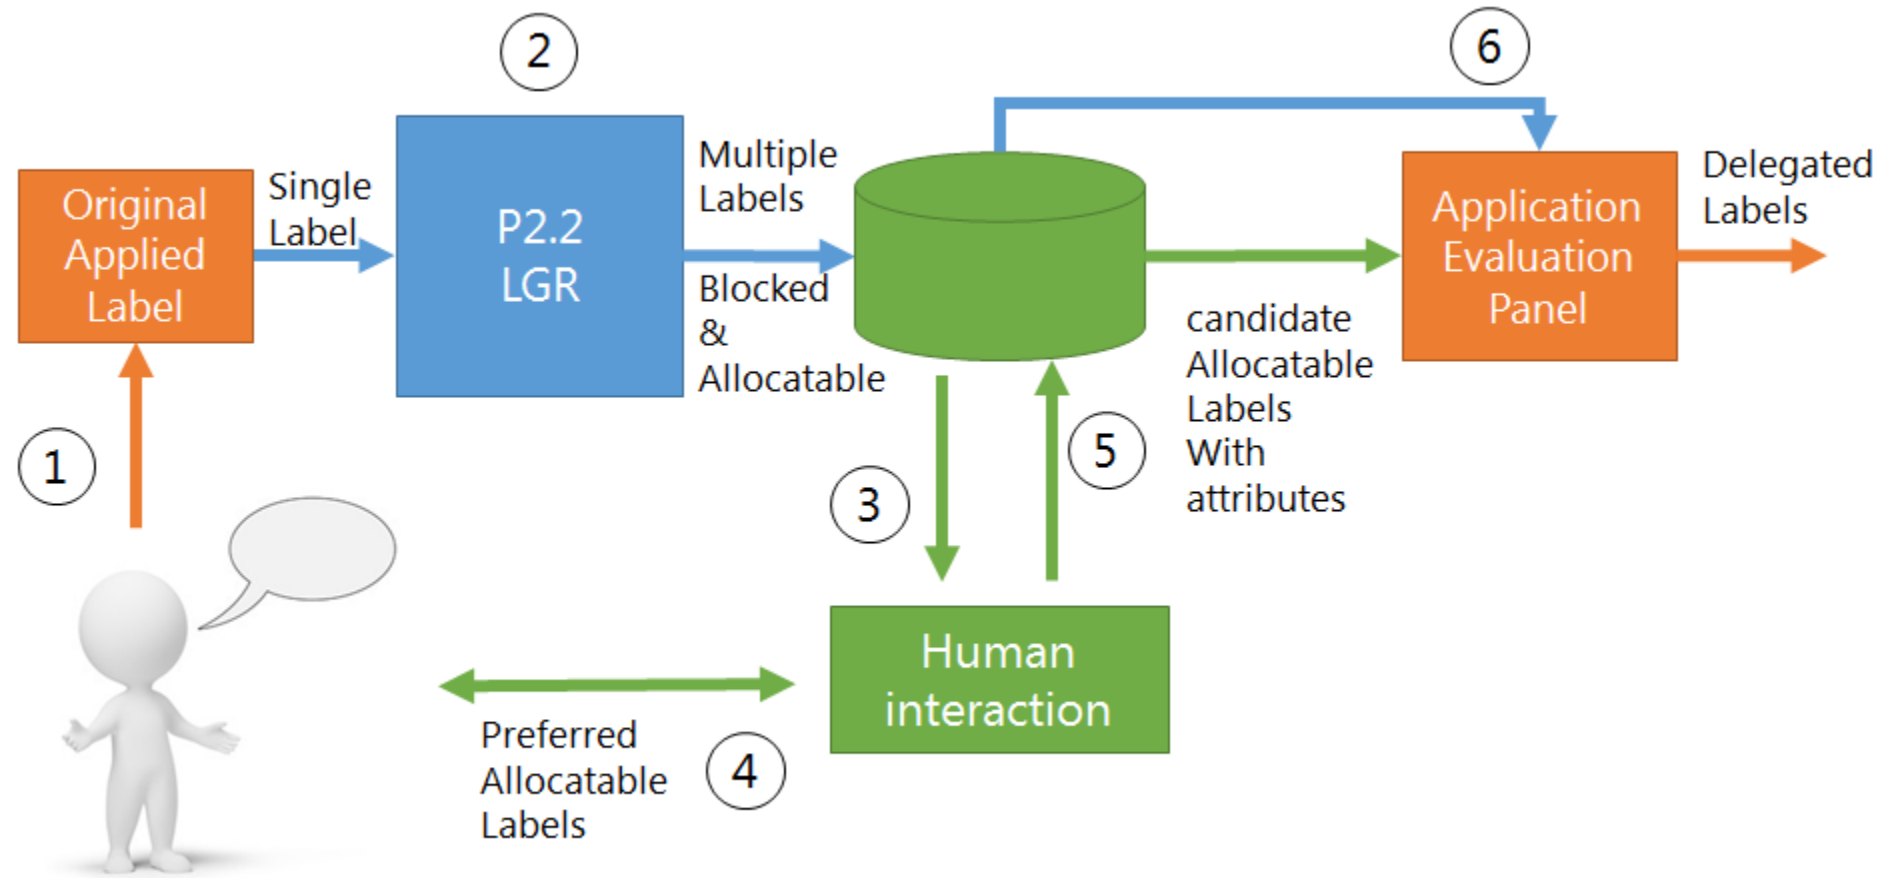 2
6
Original
Applied
Label
Single
Label
P2.2
LGR
Multiple
Labels
Blocked
&
Allocatable
candidate
Allocatable
Labels
With
attributes
Application
Evaluation
Panel
Delegated
Labels
1
3
5
Human
interaction
Preferred
Allocatable
Labels
4